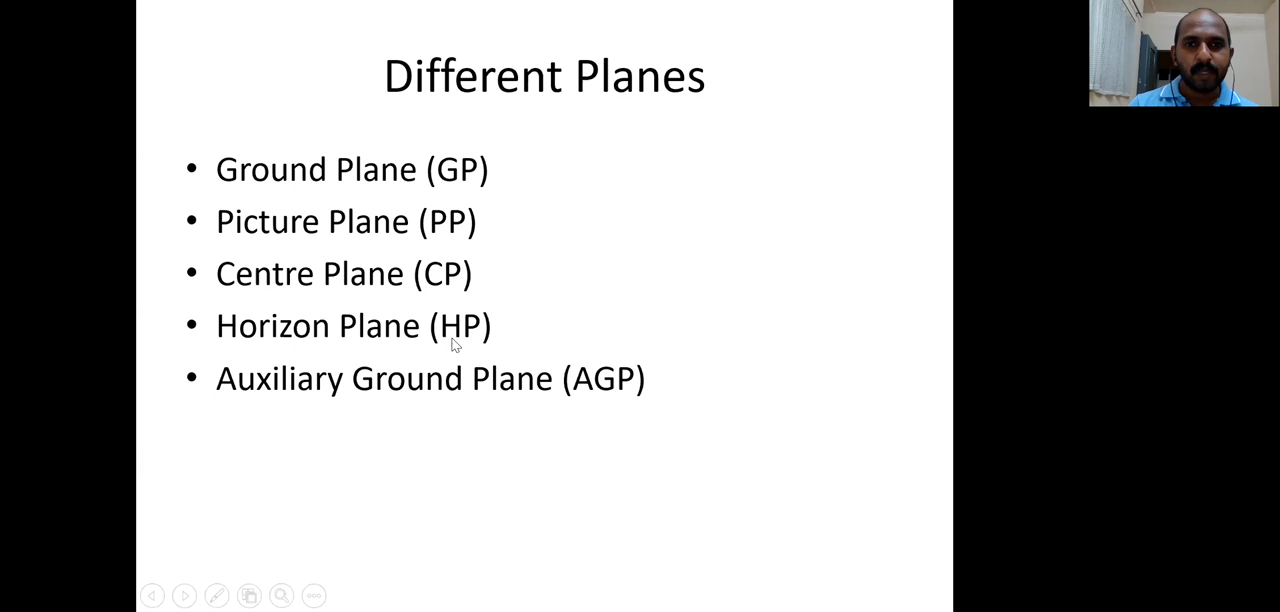 Different Planes
• Ground Plane (GP)
• Picture Plane (PP)
• Centre Plane (CP)
• Horizon Plane (HP)
• Auxiliary Ground Plane (AGP)